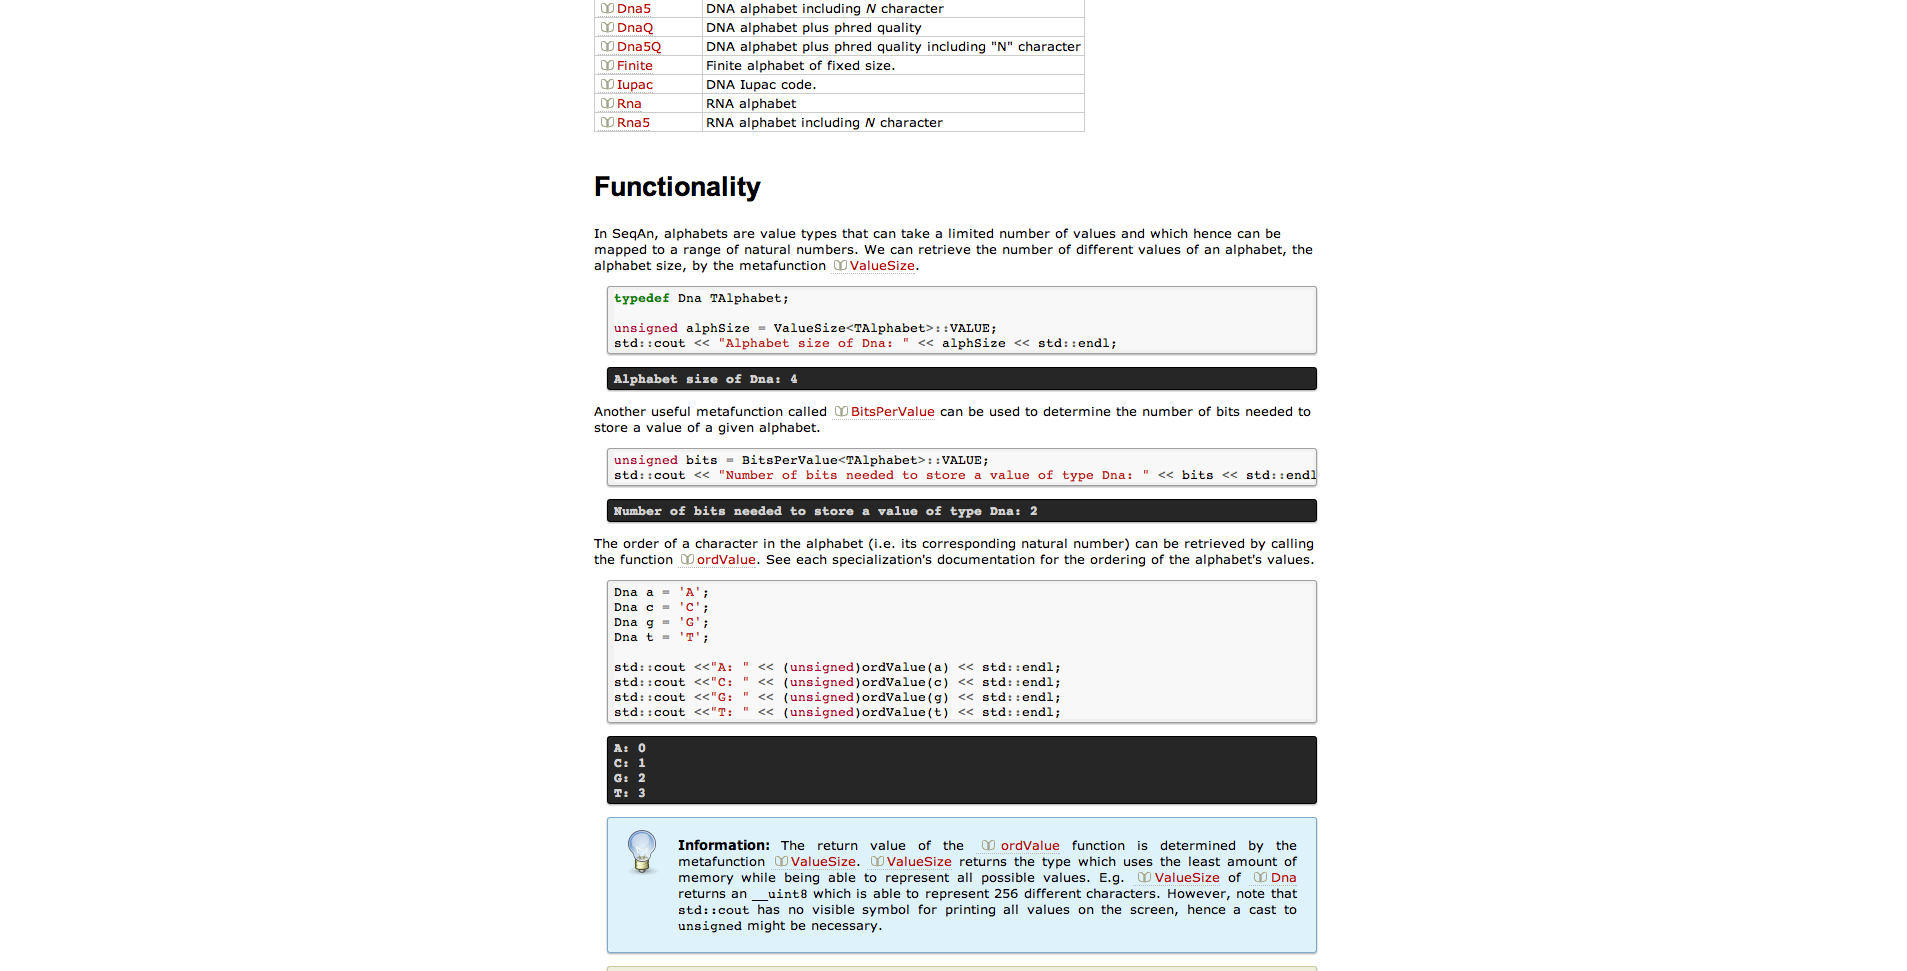 Dna5 DNA alphabet including N character
DnaQ DNA alphabet plus phred quality
Dna5Q DNA alphabet plus phred quality including "N" character
Finite Finite alphabet of fixed size.
Iupac DNA Iupac code.
Rna RNA alphabet
Rna5 RNA alphabet including N character
Functionality
In SeqAn, alphabets are value types that can take a limited number of values and which hence can be
mapped to a range of natural numbers. We can retrieve the number of different values of an alphabet, the
alphabet size, by the metafunction ValueSize.
typedef Dna TAlphabet;
unsigned alphSize = ValueSize<TAlphabet>::VALUE;
std::cout << "Alphabet size of Dna: " << alphSize << std::endl;
Alphabet size of Dna: 4
Another useful metafunction called BitsPerValue can be used to determine the number of bits needed to
store a value of a given alphabet.
unsigned bits = BitsPerValue<TAlphabet>::VALUE;
std::cout << "Number of bits needed to store a value of type Dna: " << bits << std::endl
Number of bits needed to store a value of type Dna: 2
The order of a character in the alphabet (i.e. its corresponding natural number) can be retrieved by calling
the function ordValue. See each specialization's documentation for the ordering of the alphabet's values.
Dna a = 'A';
Dna c = 'C';
Dna g = 'G';
Dna t = 'T';
std::cout <<"A: " << (unsigned)ordValue(a) << std::endl;
std::cout <<"C: " << (unsigned)ordValue(c) << std::endl;
std::cout <<"G: " << (unsigned)ordValue(g) << std::endl;
std::cout <<"T: " << (unsigned)ordValue(t) << std::endl;
A: 0
C: 1
G: 2
T: 3
Information: The return value of the ordValue function is determined by the
metafunction ValueSize. ValueSize returns the type which uses the least amount of
memory while being able to represent all possible values. E.g. ValueSize of Dna
returns an __uint8 which is able to represent 256 different characters. However, note that
std::cout has no visible symbol for printing all values on the screen, hence a cast to
unsigned might be necessary.